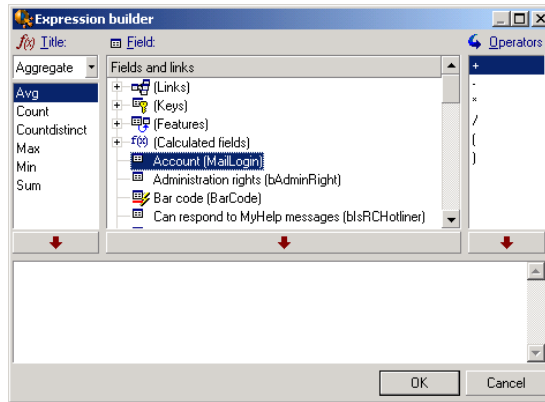 Expression builder
f(x) Title:
Field:
Operators
Aggregate
Fields and links
Avg
Count
Countdistinct
Max
Min
Sum
(Links)
(Keys)
(Features)
f(x) (Calculated fields)
Account (MailLogin)
Administration rights (bAdminRight)
Bar code (BarCode)
Can respond to MyHelp messages (bIsRCHotliner)
+
-
*
/
(
)
OK
Cancel